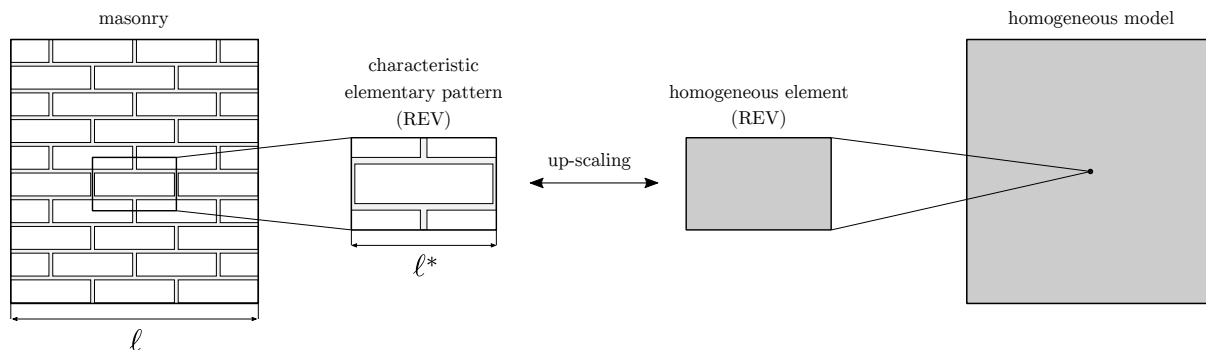 masonry
characteristic
elementary pattern
(REV)
ℓ*
ℓ
up-scaling
homogeneous element
(REV)
homogeneous model